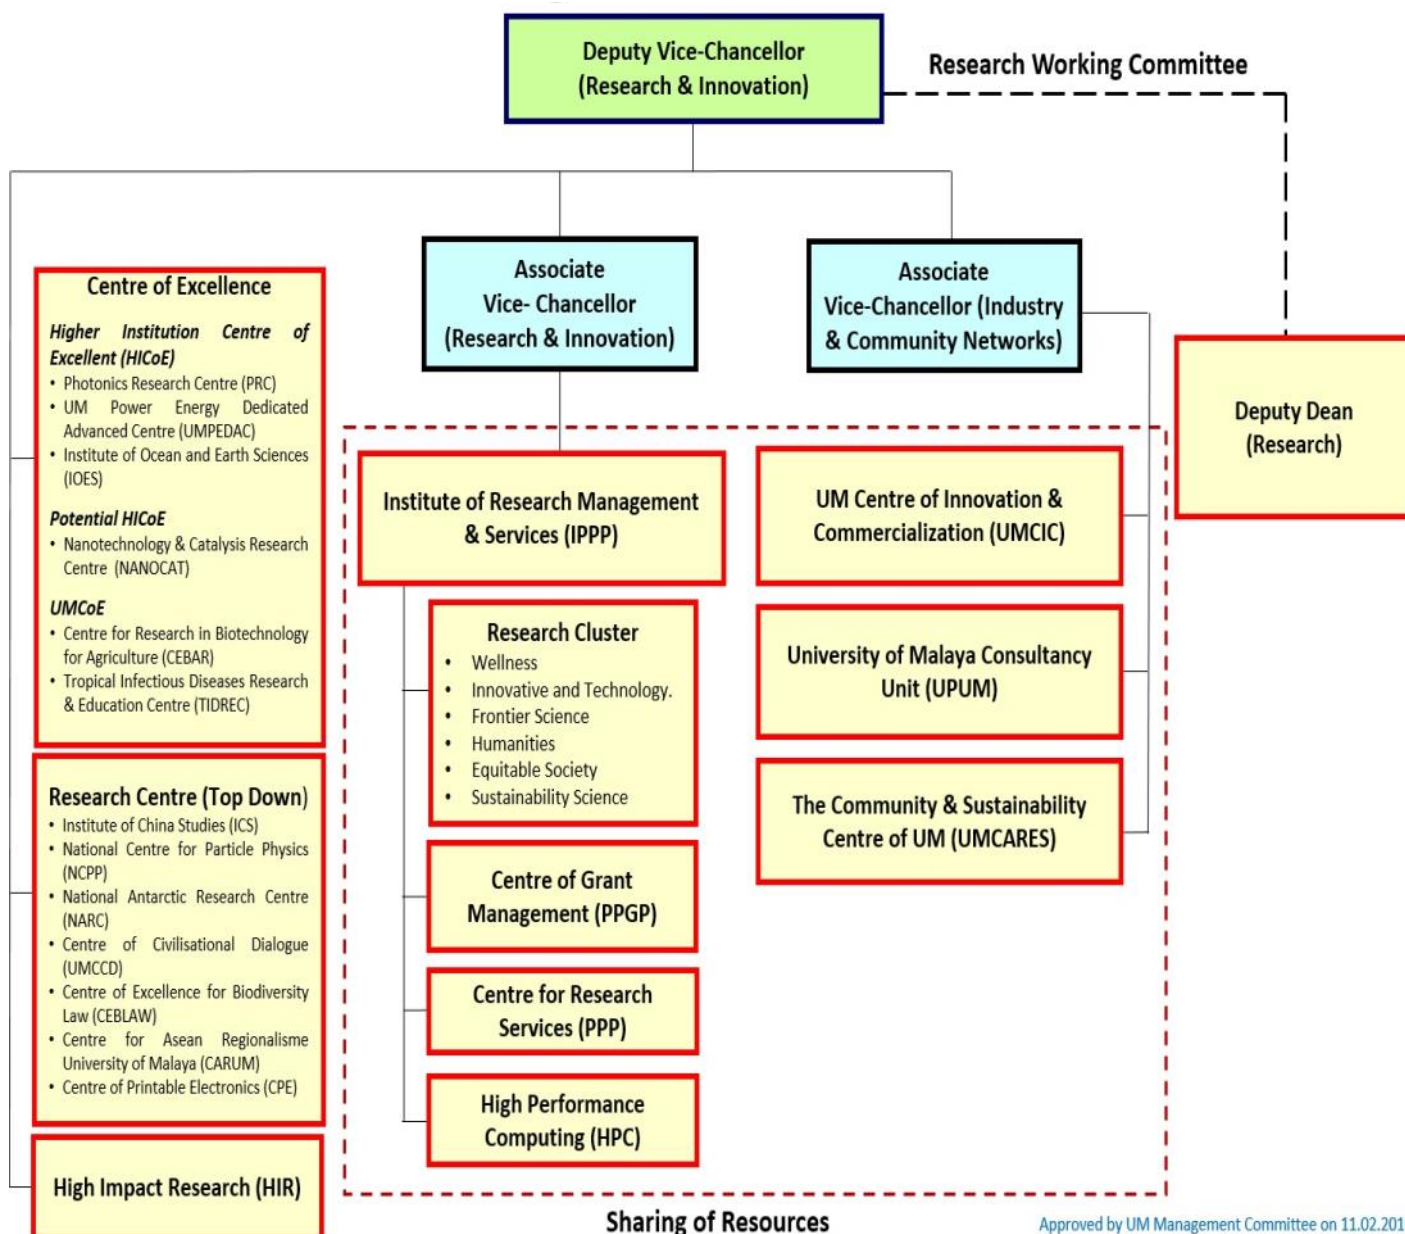 Deputy Vice-Chancellor
(Research & Innovation)
Research Working Committee
Centre of Excellence
Higher Institution Centre of
Excellent (HICoE)
• Photonics Research Centre (PRC)
• UM Power Energy Dedicated
Advanced Centre (UMPEDAC)
• Institute of Ocean and Earth Sciences
(IOES)
Potential HICoE
• Nanotechnology & Catalysis Research
Centre (NANOCAT)
UMCoE
• Centre for Research in Biotechnology
for Agriculture (CEBAR)
• Tropical Infectious Diseases Research
& Education Centre (TIDREC)
Research Centre (Top Down)
• Institute of China Studies (ICS)
• National Centre for Particle Physics
(NCPP)
• National Antarctic Research Centre
(NARC)
• Centre of Civilisational Dialogue
(UMCCD)
• Centre of Excellence for Biodiversity
Law (CEBLAW)
• Centre for Asean Regionalisme
University of Malaya (CARUM)
• Centre of Printable Electronics (CPE)
High Impact Research (HIR)
Associate
Vice- Chancellor
(Research & Innovation)
Institute of Research Management
& Services (IPPP)
Research Cluster
• Wellness
• Innovative and Technology.
• Frontier Science
• Humanities
• Equitable Society
• Sustainability Science
Centre of Grant
Management (PPGP)
Centre for Research
Services (PPP)
High Performance
Computing (HPC)
Associate
Vice-Chancellor (Industry
& Community Networks)
UM Centre of Innovation &
Commercialization (UMCIC)
University of Malaya Consultancy
Unit (UPUM)
The Community & Sustainability
Centre of UM (UMCARES)
Deputy Dean
(Research)
Sharing of Resources
Approved by UM Management Committee on 11.02.201